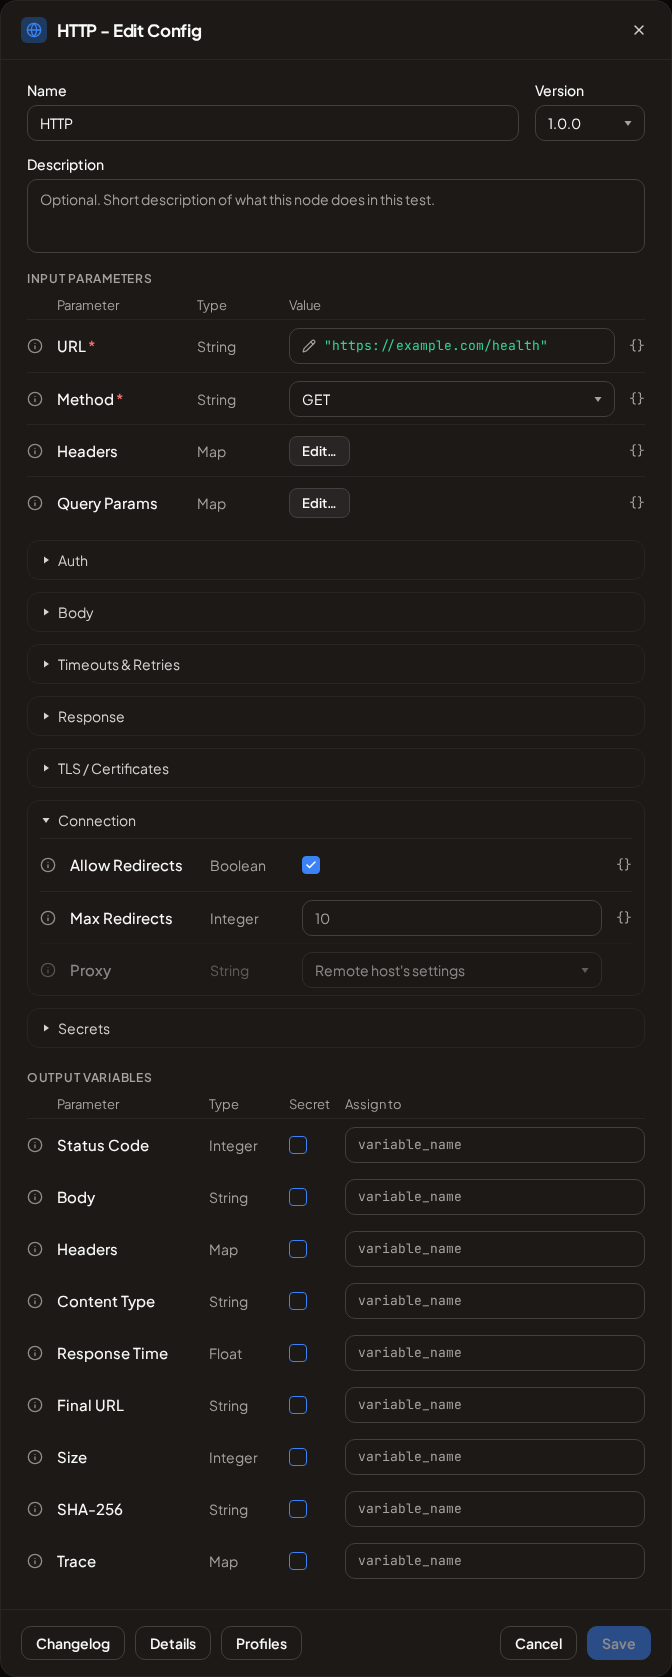 HTTP - Edit Config
Name
Version
HTTP
1.0.0
Description
Optional. Short description of what this node does in this test.
INPUT PARAMETERS
Parameter Type Value
URL * String "https://example.com/health" {}
Method * String GET {}
Headers Map Edit... {}
Query Params Map Edit... {}
Auth
Body
Timeouts & Retries
Response
TLS / Certificates
Connection
Allow Redirects Boolean {}
Max Redirects Integer 10 {}
Proxy String Remote host's settings
Secrets
OUTPUT VARIABLES
Parameter Type Secret Assign to
Status Code Integer variable_name
Body String variable_name
Headers Map variable_name
Content Type String variable_name
Response Time Float variable_name
Final URL String variable_name
Size Integer variable_name
SHA-256 String variable_name
Trace Map variable_name
Changelog Details Profiles Cancel Save